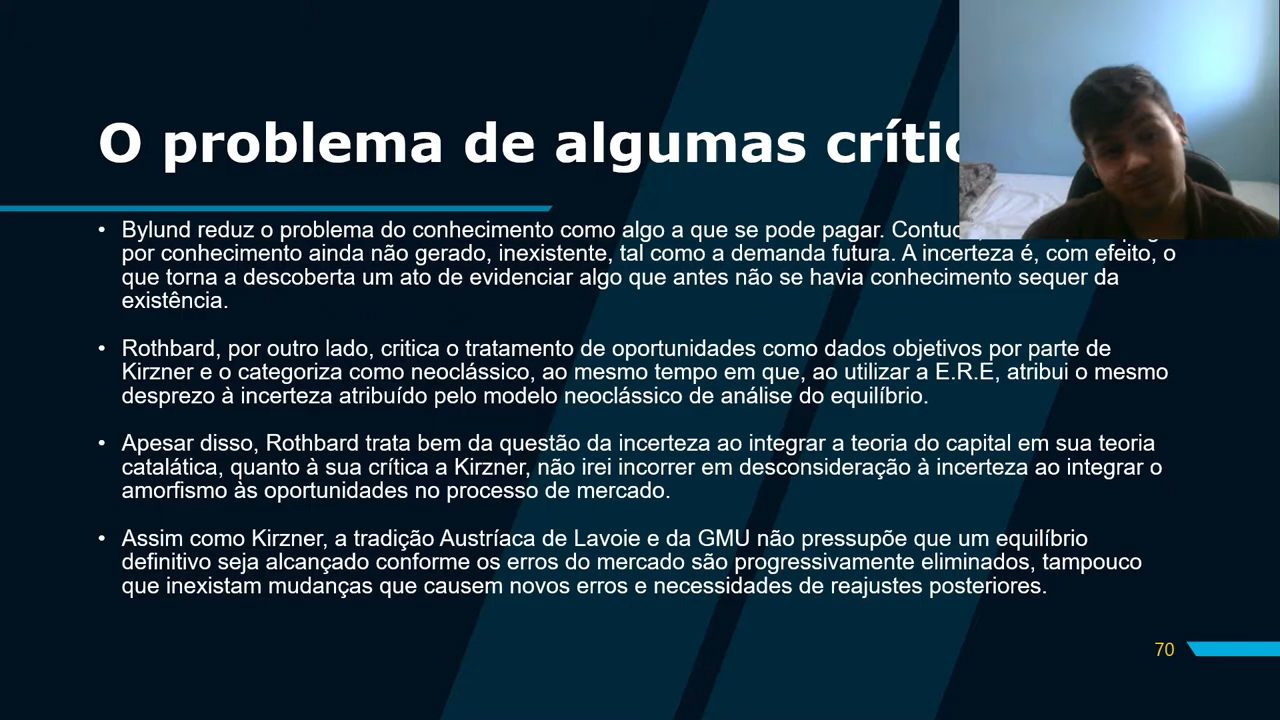 O problema de algumas
• Bylund reduz o problema do conhecimento como algo a que se pode pagar.
por conhecimento ainda não gerado, inexistente, tal como a demanda futura. A incerteza é, com efeito, o
que torna a descoberta um ato de evidenciar algo que antes não se havia conhecimento sequer da
existência.
• Rothbard, por outro lado, critica o tratamento de oportunidades como dados objetivos por parte de
Kirzner e o categoriza como neoclássico, ao mesmo tempo em que, ao utilizar a E.R.E, atribui o mesmo
desprezo à incerteza atribuído pelo modelo neoclássico de análise do equilíbrio.
• Apesar disso, Rothbard trata bem da questão da incerteza ao integrar a teoria do capital em sua teoria
catalática, quanto à sua crítica a Kirzner, não irei incorrer em desconsideração à incerteza ao integrar o
amorfismo às oportunidades no processo de mercado.
• Assim como Kirzner, a tradição Austríaca de Lavoie e da GMU não pressupõe que um equilíbrio
definitivo seja alcançado conforme os erros do mercado são progressivamente eliminados, tampouco
que inexistam mudanças que causem novos erros e necessidades de reajustes posteriores.
70